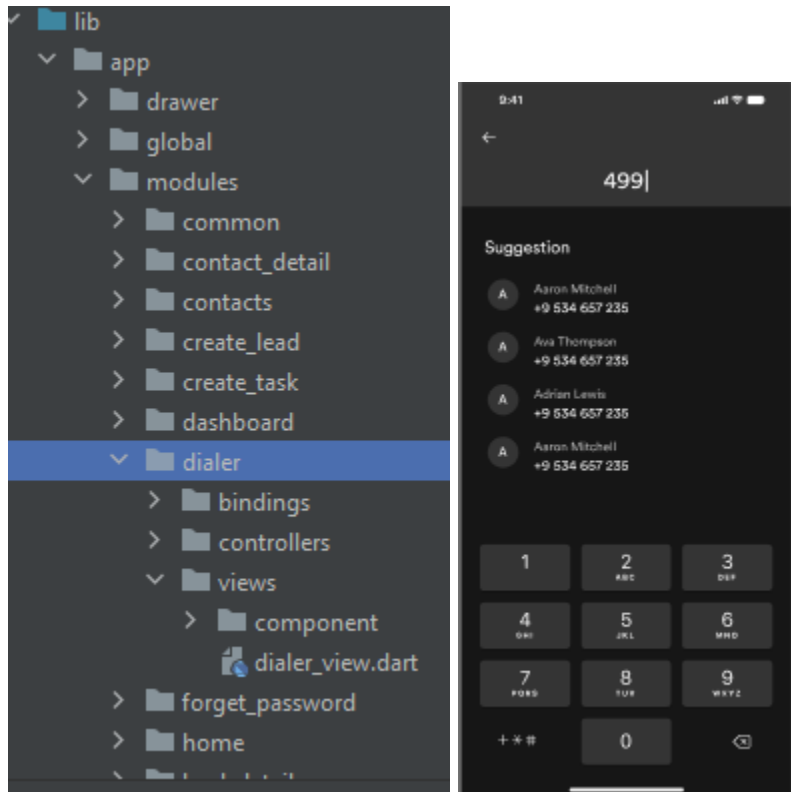 lib
app
drawer
global
modules
common
contact_detail
contacts
create_lead
create_task
dashboard
dialer
bindings
controllers
views
component
dialer_view.dart
forget_password
home
9:41
499
Suggestion
A
Aaron Mitchell
+9 534 657 235
A
Ava Thompson
+9 534 657 235
A
Adrian Lewis
+9 534 657 235
A
Aaron Mitchell
+9 534 657 235
1
2
ABC
3
DEF
4
GHI
5
JKL
6
MNO
7
PQRS
8
TUV
9
WXYZ
+*#
0